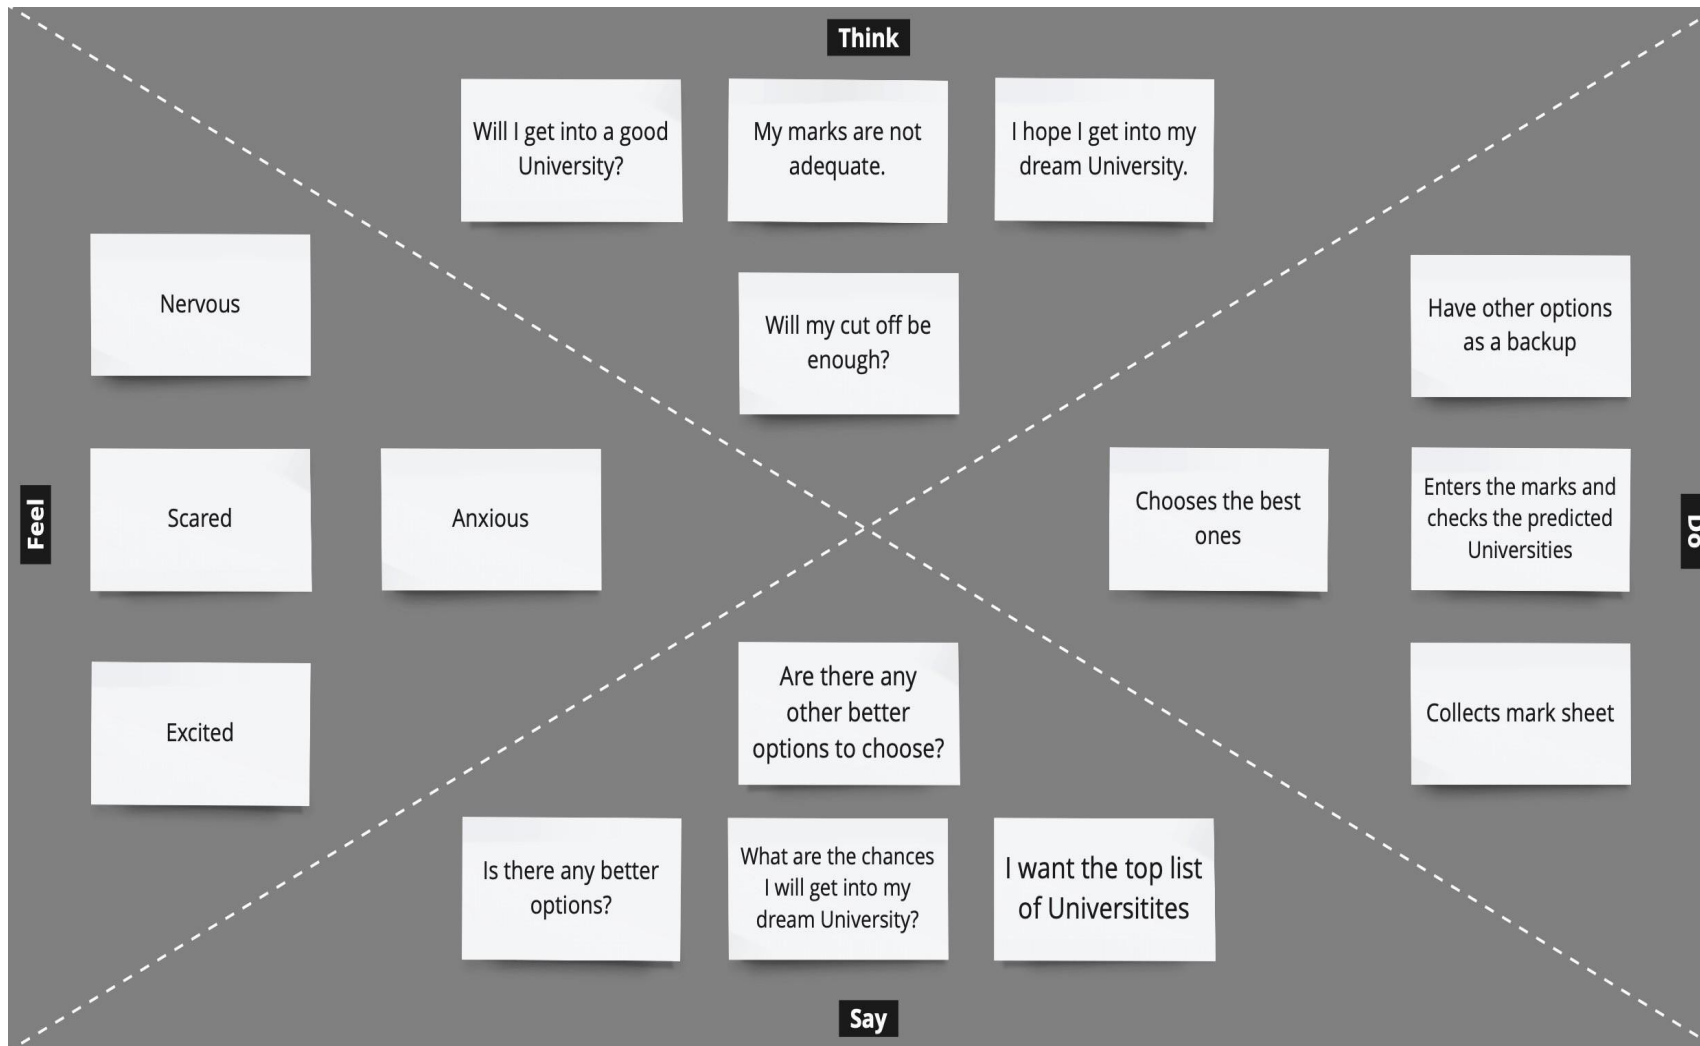 Think
Will I get into a good
University?
My marks are not
adequate.
I hope I get into my
dream University.
Will my cut off be
enough?
Feel
Nervous
Scared
Anxious
Excited
Do
Have other options
as a backup
Chooses the best
ones
Enters the marks and
checks the predicted
Universities
Collects mark sheet
Are there any
other better
options to choose?
Is there any better
options?
What are the chances
I will get into my
dream University?
I want the top list
of Universitites
Say